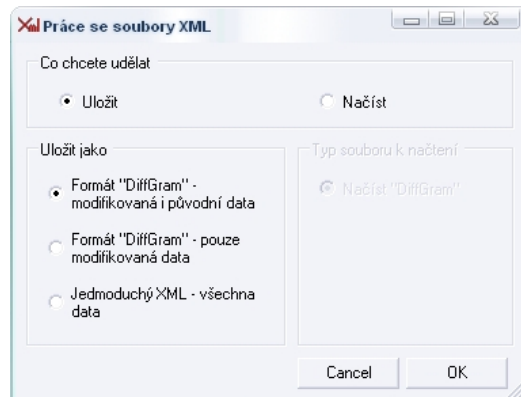 Xml Práce se soubory XML
Co chcete udělat
Uložit
Načíst
Uložit jako
Formát "DiffGram" -
modifikovaná i původní data
Formát "DiffGram" - pouze
modifikovaná data
Jedmoduchý XML - všechna
data
Typ souboru k načtení
Načíst "DiffGram"
Cancel
OK